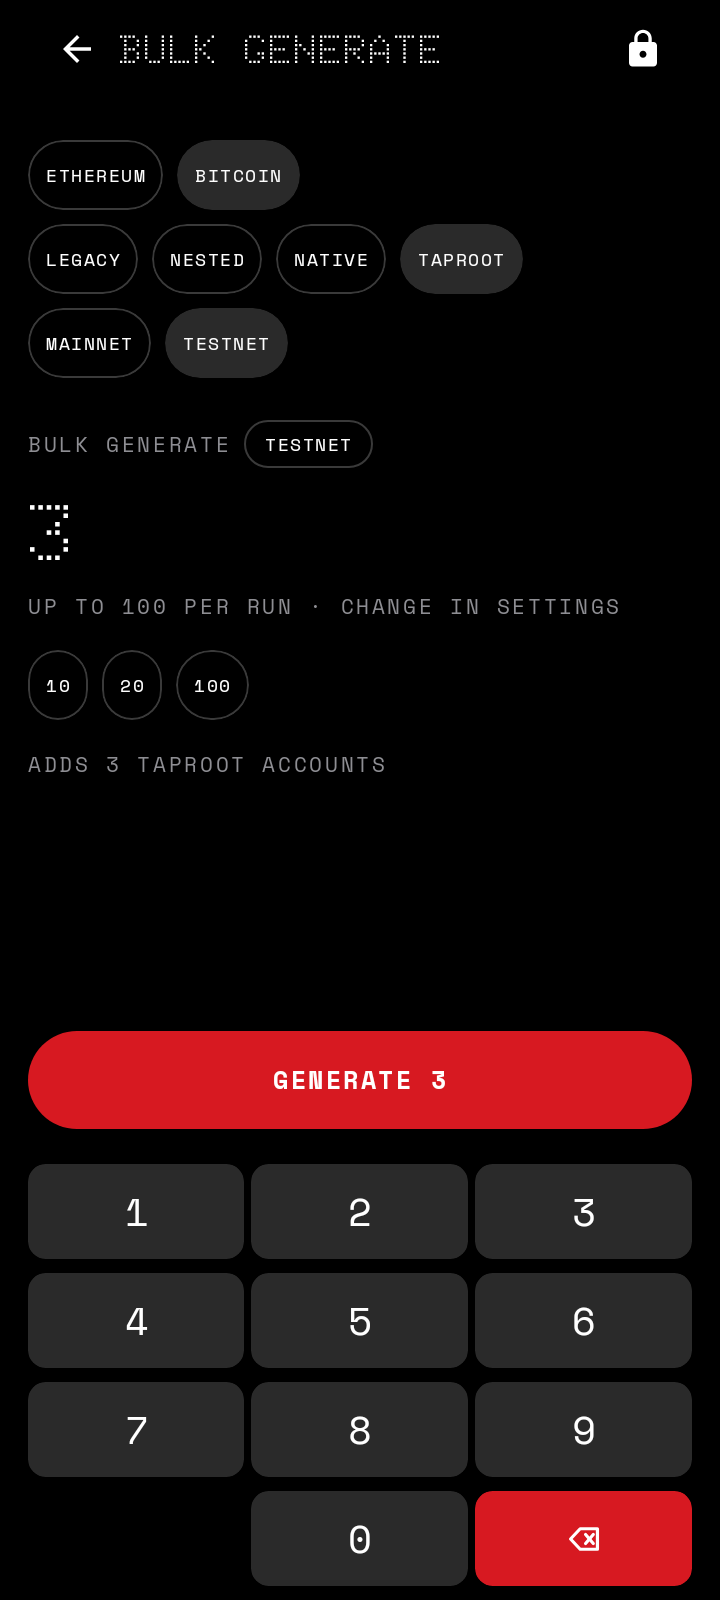 BULK GENERATE
ETHEREUM BITCOIN
LEGACY NESTED NATIVE TAPROOT
MAINNET TESTNET
BULK GENERATE TESTNET
3
UP TO 100 PER RUN · CHANGE IN SETTINGS
10 20 100
ADDS 3 TAPROOT ACCOUNTS
GENERATE 3
1 2 3
4 5 6
7 8 9
0